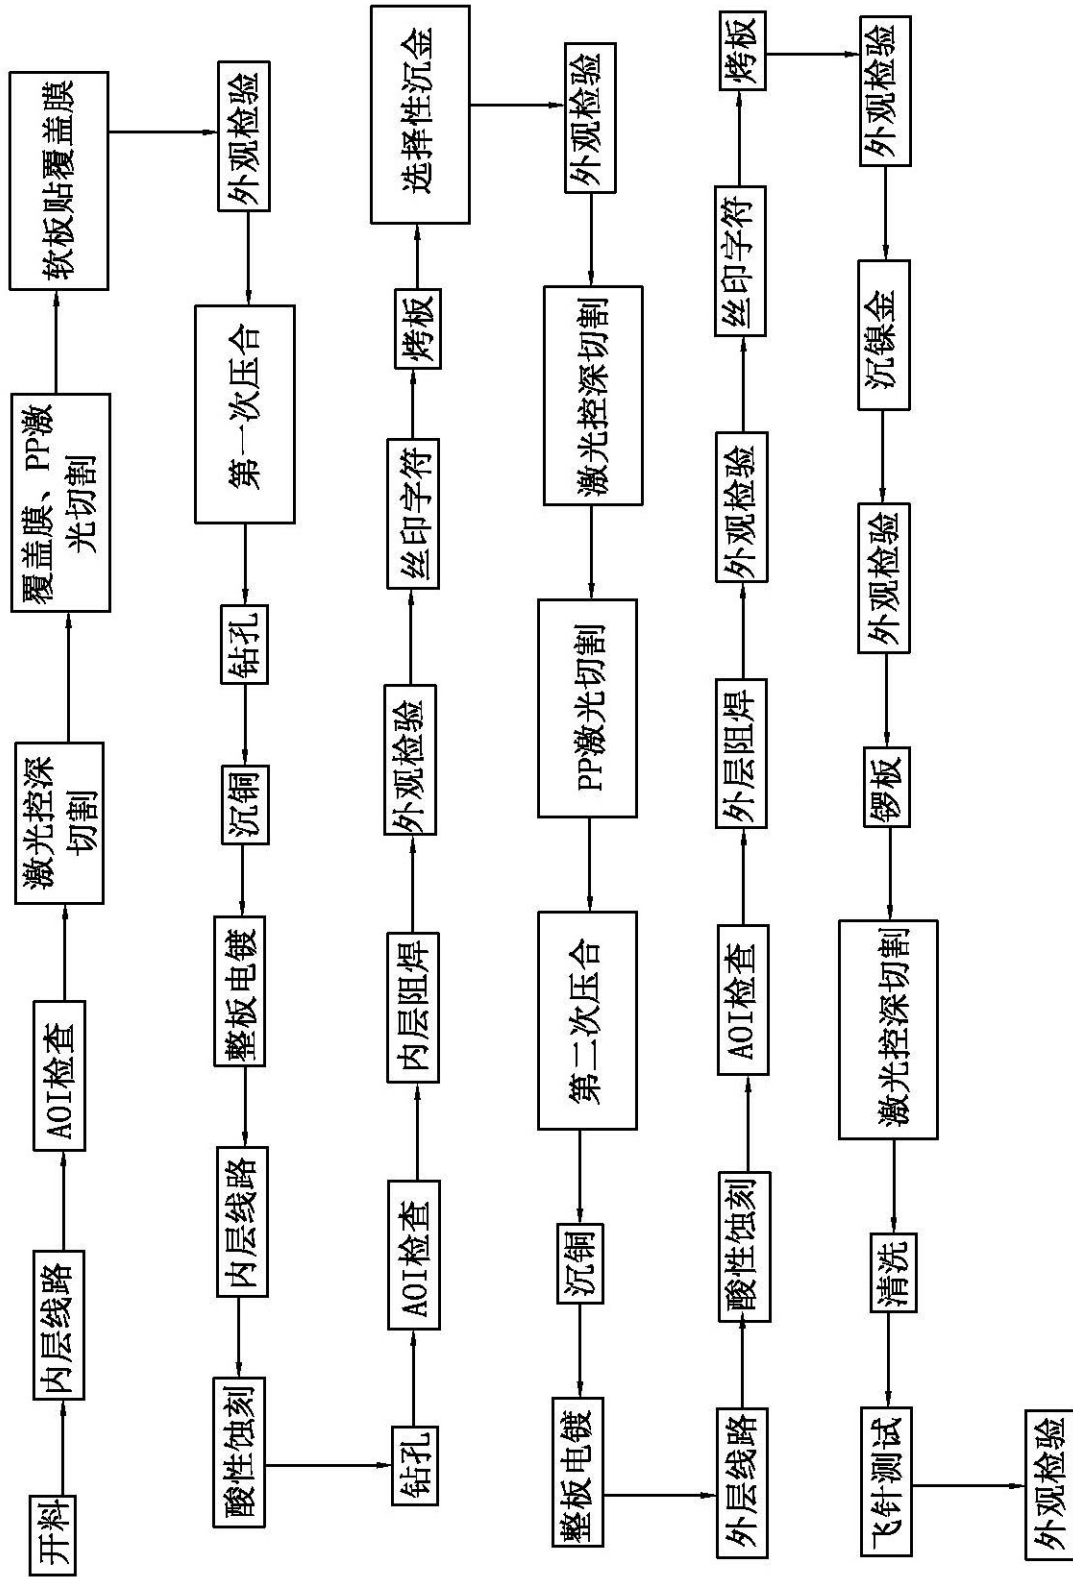 开料
内层线路
AOI检查
激光控深
切割
覆盖膜、PP激
光切割
软板贴覆盖膜
外观检验
第一次压合
钻孔
沉铜
整板电镀
内层线路
酸性蚀刻
钻孔
AOI检查
内层阻焊
外观检验
丝印字符
烤板
选择性沉金
外观检验
激光控深切割
PP激光切割
第二次压合
沉铜
整板电镀
外层线路
酸性蚀刻
AOI检查
外层阻焊
外观检验
丝印字符
烤板
外观检验
沉镍金
外观检验
锣板
激光控深切割
清洗
飞针测试
外观检验